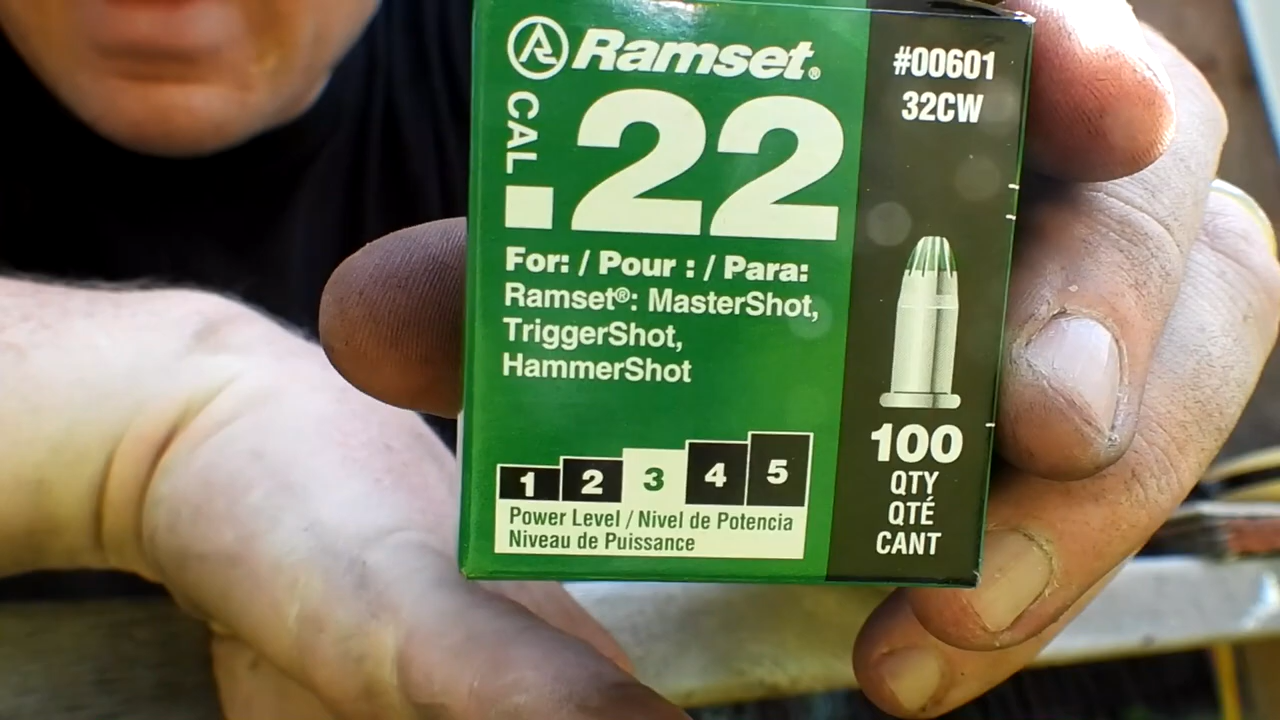 Ramset®
CAL .22
For: / Pour : / Para:
Ramset®: MasterShot,
TriggerShot,
HammerShot
1 2 3 4 5
Power Level / Nivel de Potencia
Niveau de Puissance
#00601
32CW
100
QTY
QTÉ
CANT